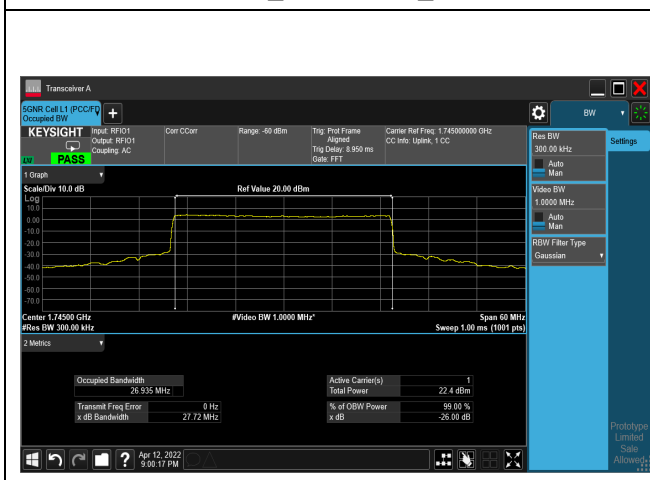 Transceiver A
5GNR Cell L1 (PCC/FD
Occupied BW
BW
KEYSIGHT
LV
PASS
Input: RFIO1
Output: RFIO1
Coupling: AC
Corr CCorr
Range: -60 dBm
Trig: Prot Frame
Aligned
Trig Delay: 8.950 ms
Gate: FFT
Carrier Ref Freq: 1.745000000 GHz
CC Info: Uplink, 1 CC
Res BW
300.00 kHz
Auto
Man
Video BW
1.0000 MHz
Auto
Man
RBW Filter Type
Gaussian
Settings
1 Graph
Scale/Div 10.0 dB
Ref Value 20.00 dBm
Log
10.0
0.00
-10.0
-20.0
-30.0
-40.0
-50.0
-60.0
-70.0
Center 1.74500 GHz
#Video BW 1.0000 MHz*
Span 60 MHz
#Res BW 300.00 kHz
Sweep 1.00 ms (1001 pts)
2 Metrics
Occupied Bandwidth
26.935 MHz
Active Carrier(s) 1
Total Power 22.4 dBm
Transmit Freq Error 0 Hz
x dB Bandwidth 27.72 MHz
% of OBW Power 99.00 %
x dB -26.00 dB
Apr 12, 2022
9:00:17 PM
Prototype
Limited
Sale
Allowed